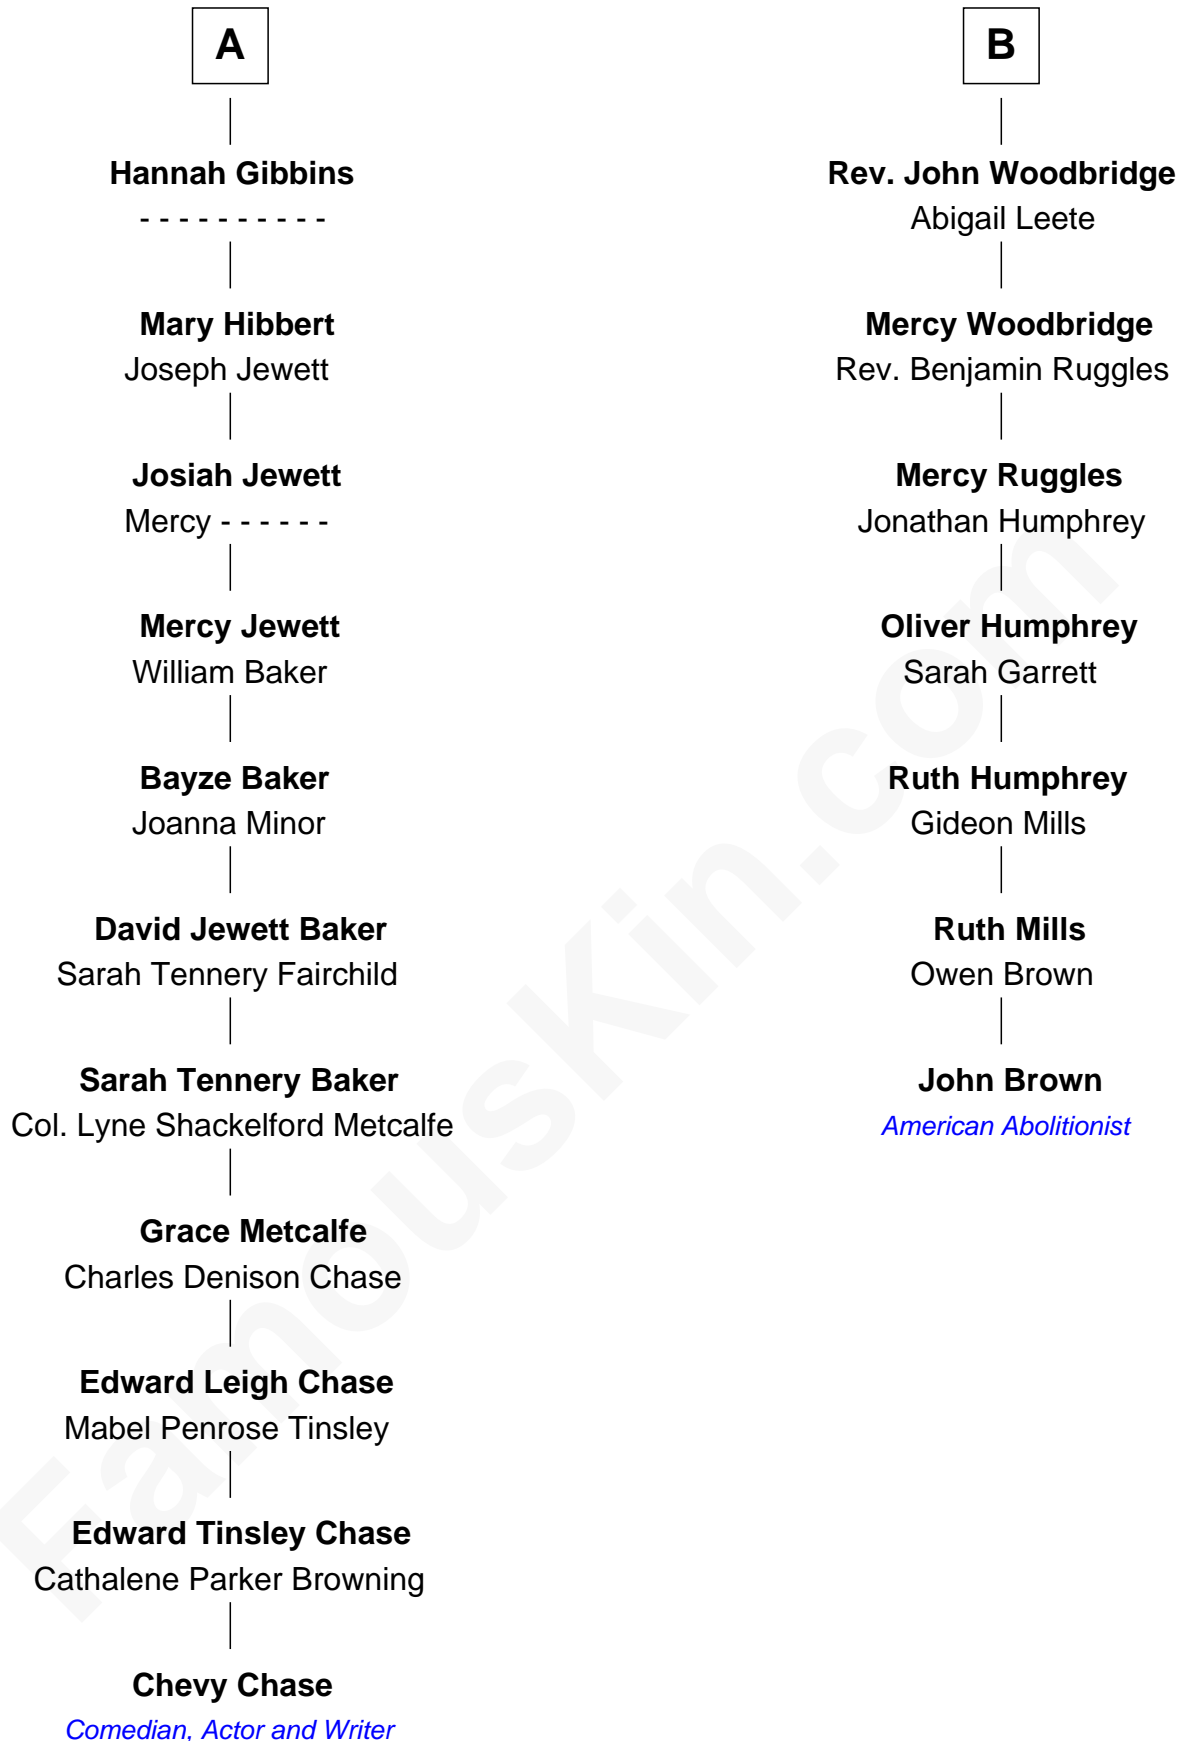 A
Hannah Gibbins
- - - - - - - - - -
Mary Hibbert
Joseph Jewett
Josiah Jewett
Mercy - - - - - -
Mercy Jewett
William Baker
Bayze Baker
Joanna Minor
David Jewett Baker
Sarah Tennery Fairchild
Sarah Tennery Baker
Col. Lyne Shackelford Metcalfe
Grace Metcalfe
Charles Denison Chase
Edward Leigh Chase
Mabel Penrose Tinsley
Edward Tinsley Chase
Cathalene Parker Browning
Chevy Chase
Comedian, Actor and Writer
B
Rev. John Woodbridge
Abigail Leete
Mercy Woodbridge
Rev. Benjamin Ruggles
Mercy Ruggles
Jonathan Humphrey
Oliver Humphrey
Sarah Garrett
Ruth Humphrey
Gideon Mills
Ruth Mills
Owen Brown
John Brown
American Abolitionist
FamousKin.com